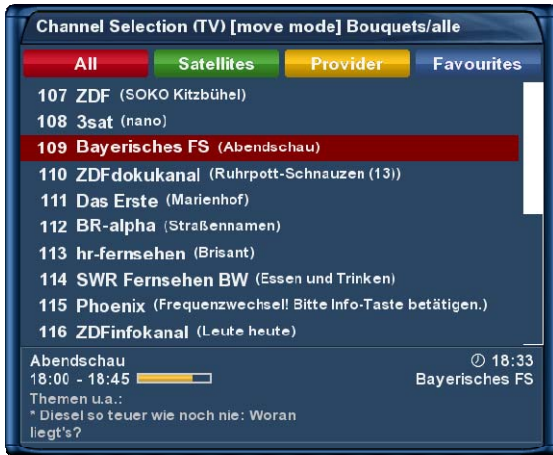 Channel Selection (TV) [move mode] Bouquets/alle
All Satellites Provider Favourites
107 ZDF (SOKO Kitzbühel)
108 3sat (nano)
109 Bayerisches FS (Abendschau)
110 ZDFdokukanal (Ruhrpott-Schnauzen (13))
111 Das Erste (Marienhof)
112 BR-alpha (Straßennamen)
113 hr-fernsehen (Brisant)
114 SWR Fernsehen BW (Essen und Trinken)
115 Phoenix (Frequenzwechsel! Bitte Info-Taste betätigen.)
116 ZDFinfokanal (Leute heute)
Abendschau 18:33
18:00 - 18:45 Bayerisches FS
Themen u.a.:
* Diesel so teuer wie noch nie: Woran
liegt's?